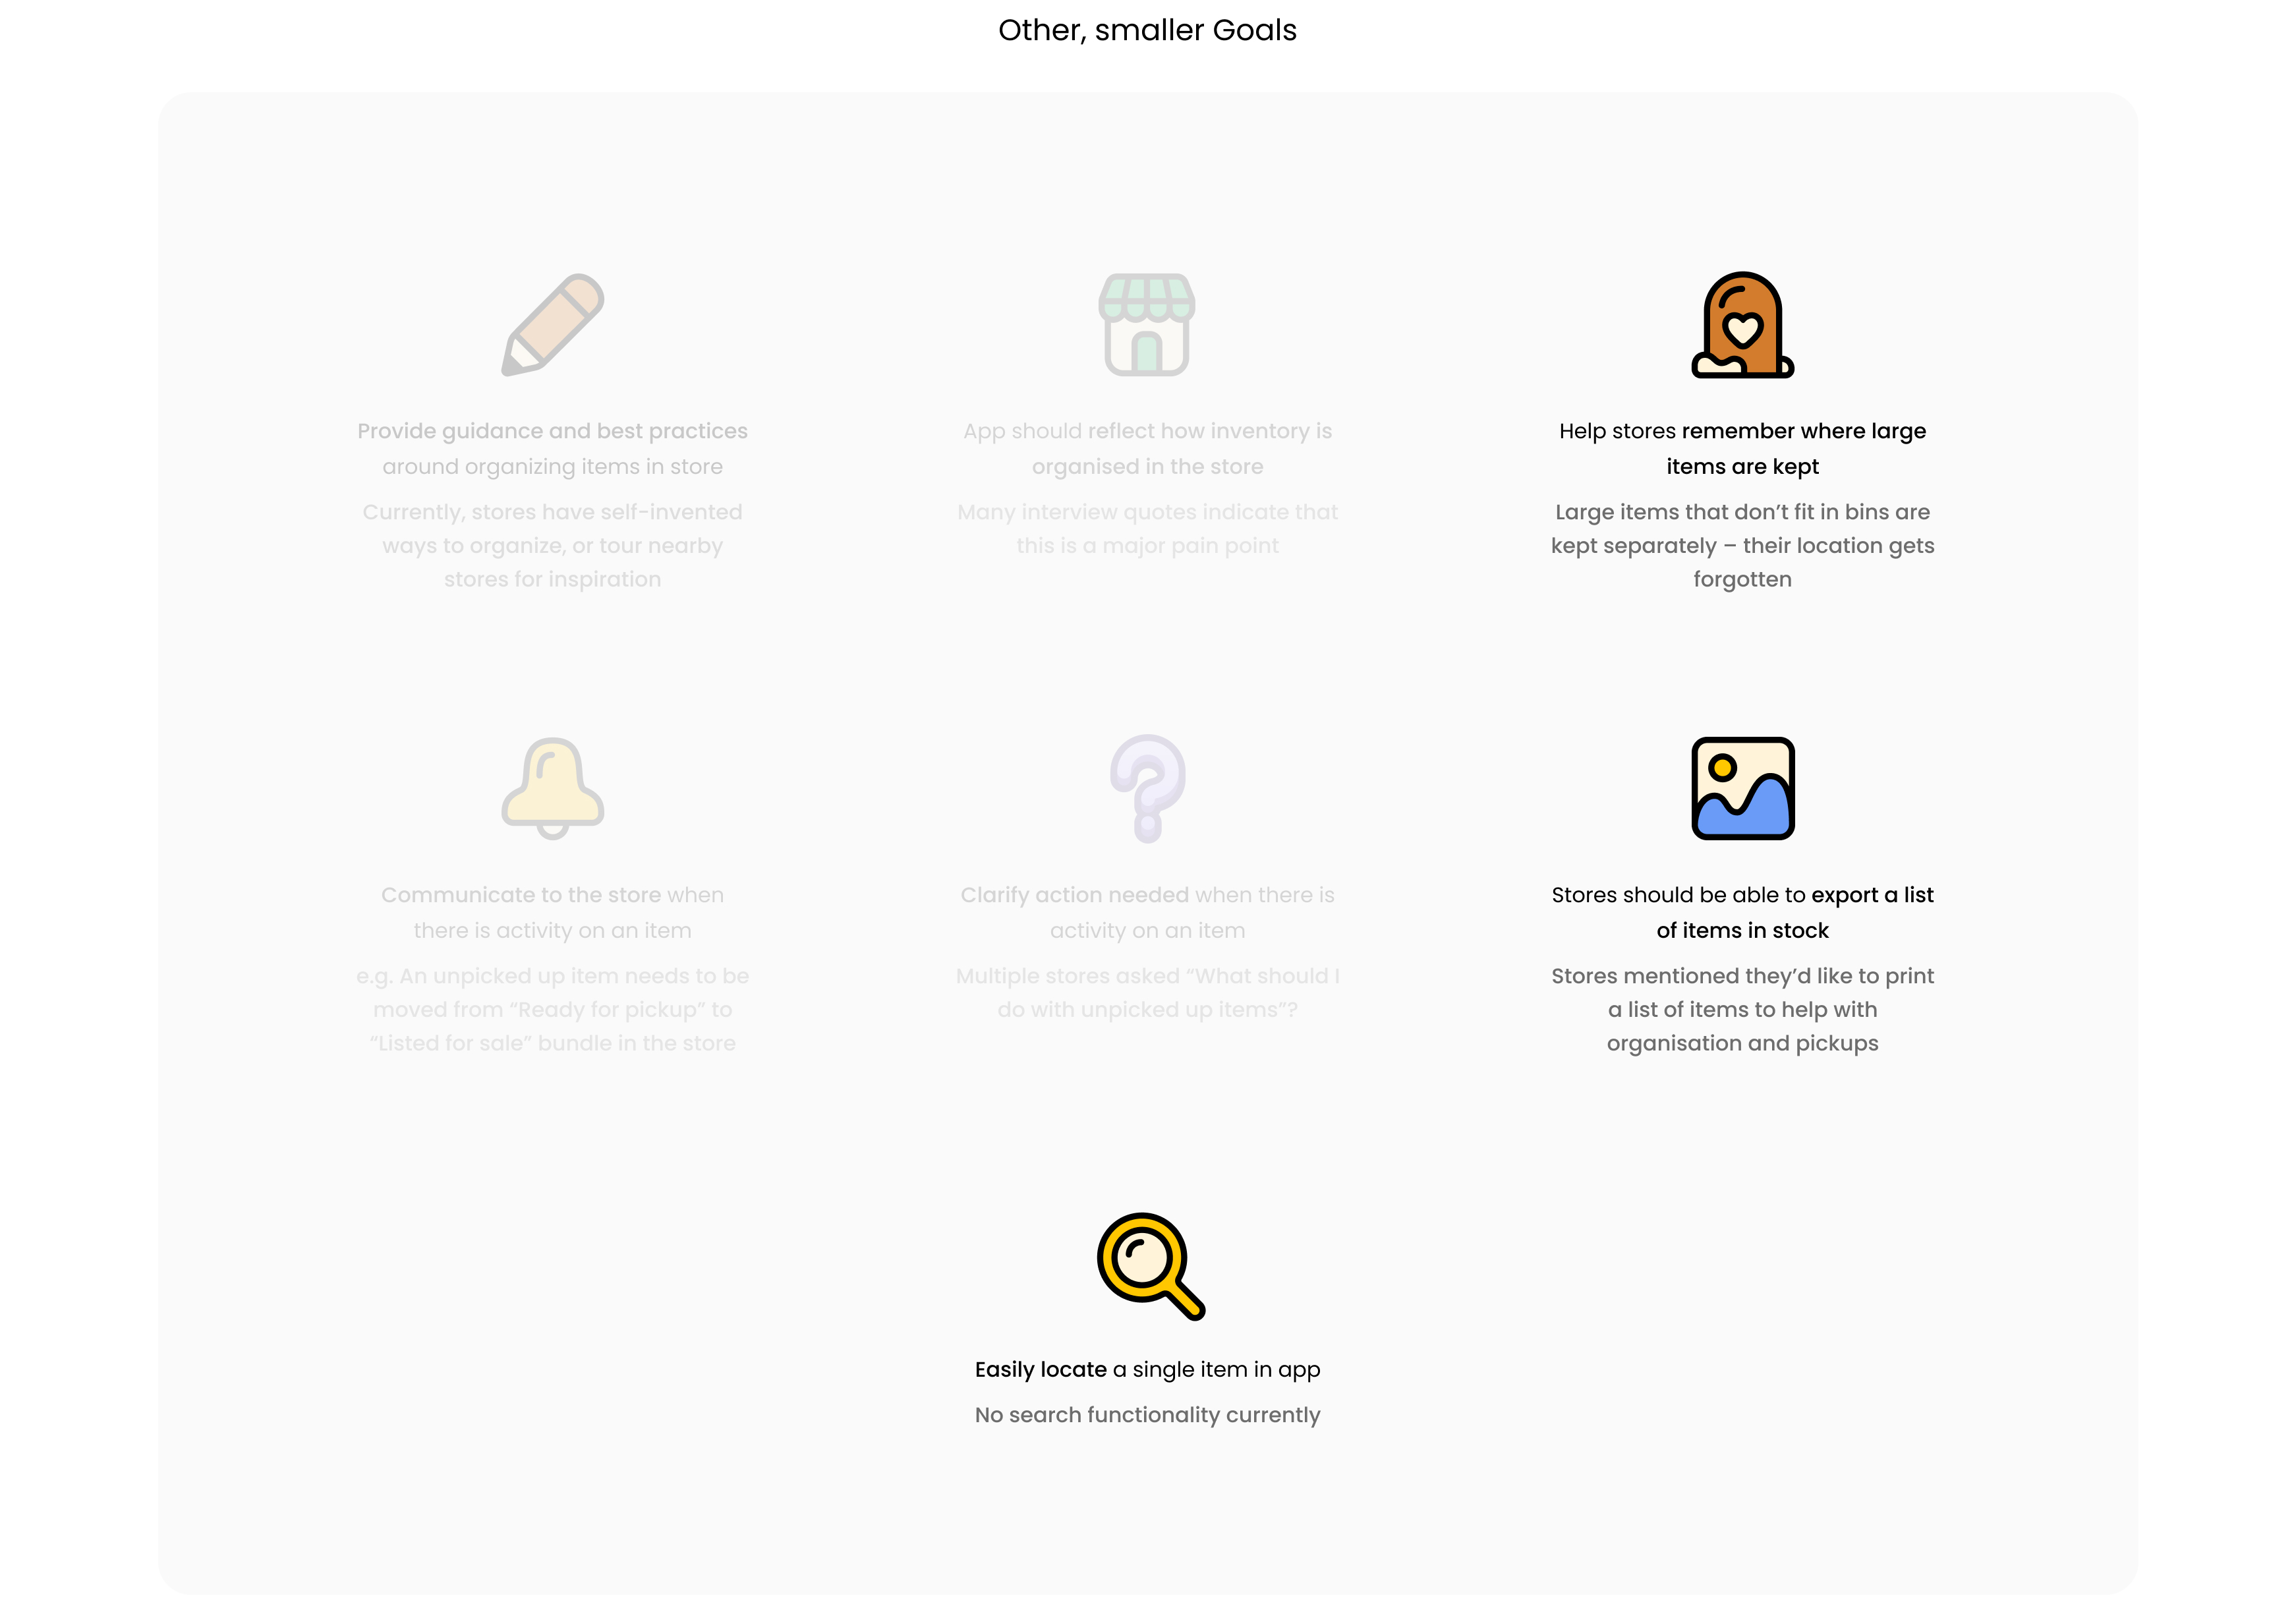 Other, smaller Goals
Provide guidance and best practices
around organizing items in store
Currently, stores have self-invented
ways to organize, or tour nearby
stores for inspiration
App should reflect how inventory is
organised in the store
Many interview quotes indicate that
this is a major pain point
Help stores remember where large
items are kept
Large items that don’t fit in bins are
kept separately – their location gets
forgotten
Communicate to the store when
there is activity on an item
e.g. An unpicked up item needs to be
moved from “Ready for pickup” to
“Listed for sale” bundle in the store
Clarify action needed when there is
activity on an item
Multiple stores asked “What should I
do with unpicked up items”?
Stores should be able to export a list
of items in stock
Stores mentioned they’d like to print
a list of items to help with
organisation and pickups
Easily locate a single item in app
No search functionality currently